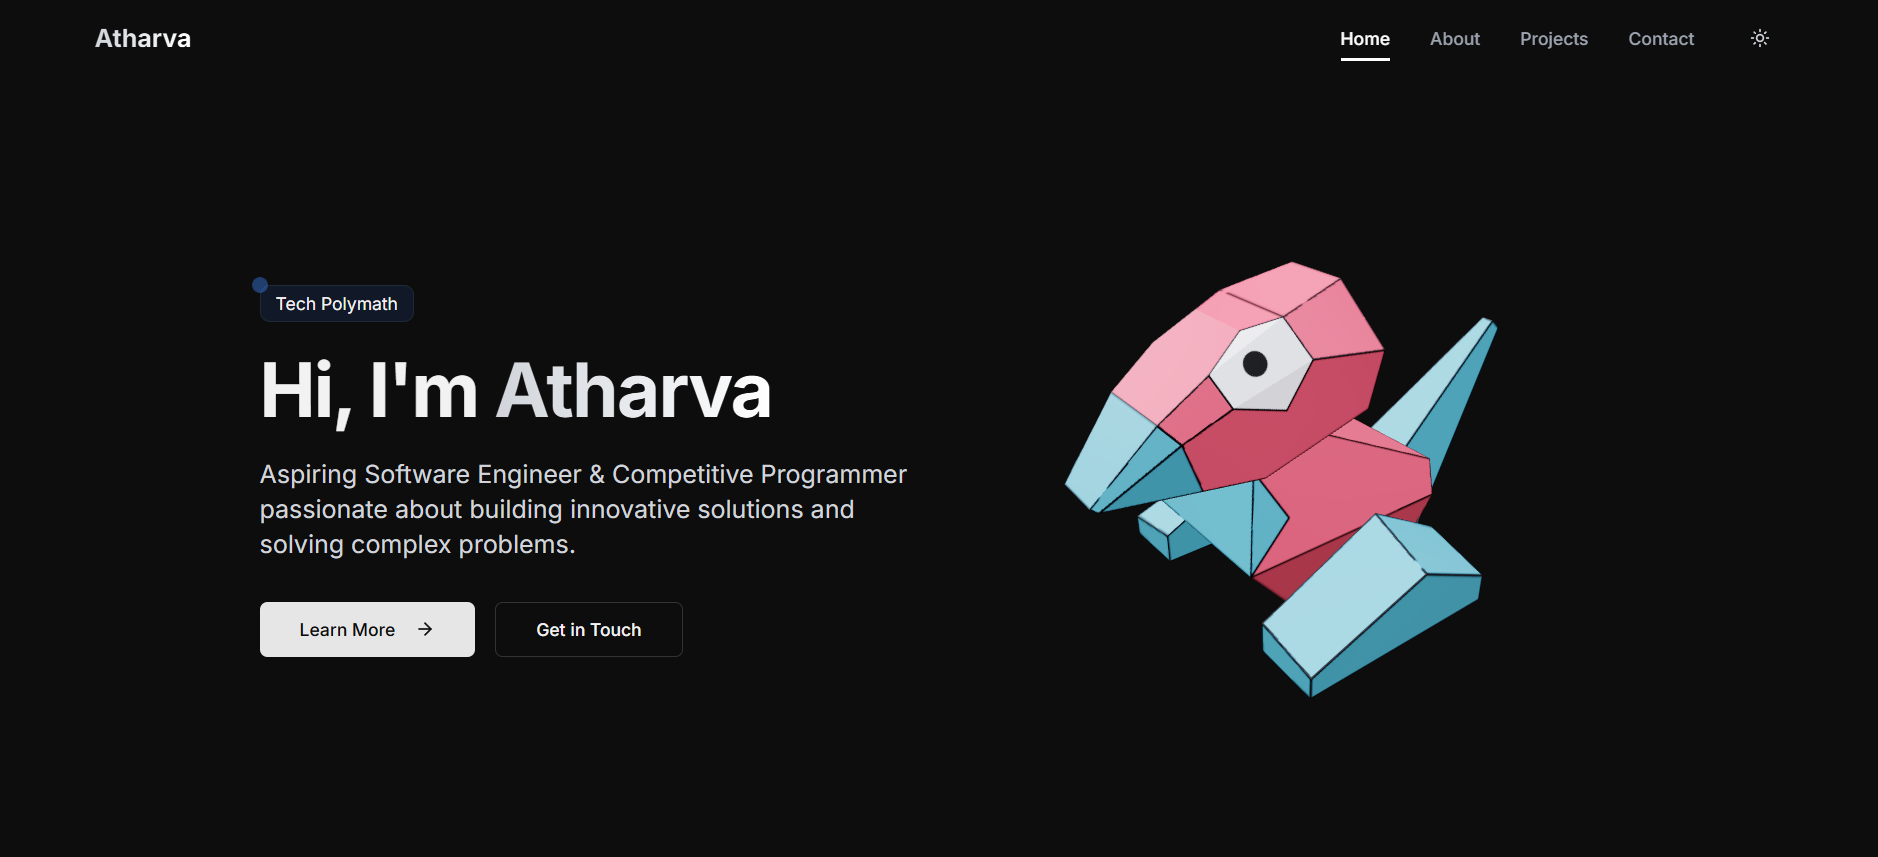 Atharva
Home About Projects Contact
Tech Polymath
Hi, I'm Atharva
Aspiring Software Engineer & Competitive Programmer
passionate about building innovative solutions and
solving complex problems.
Learn More
Get in Touch